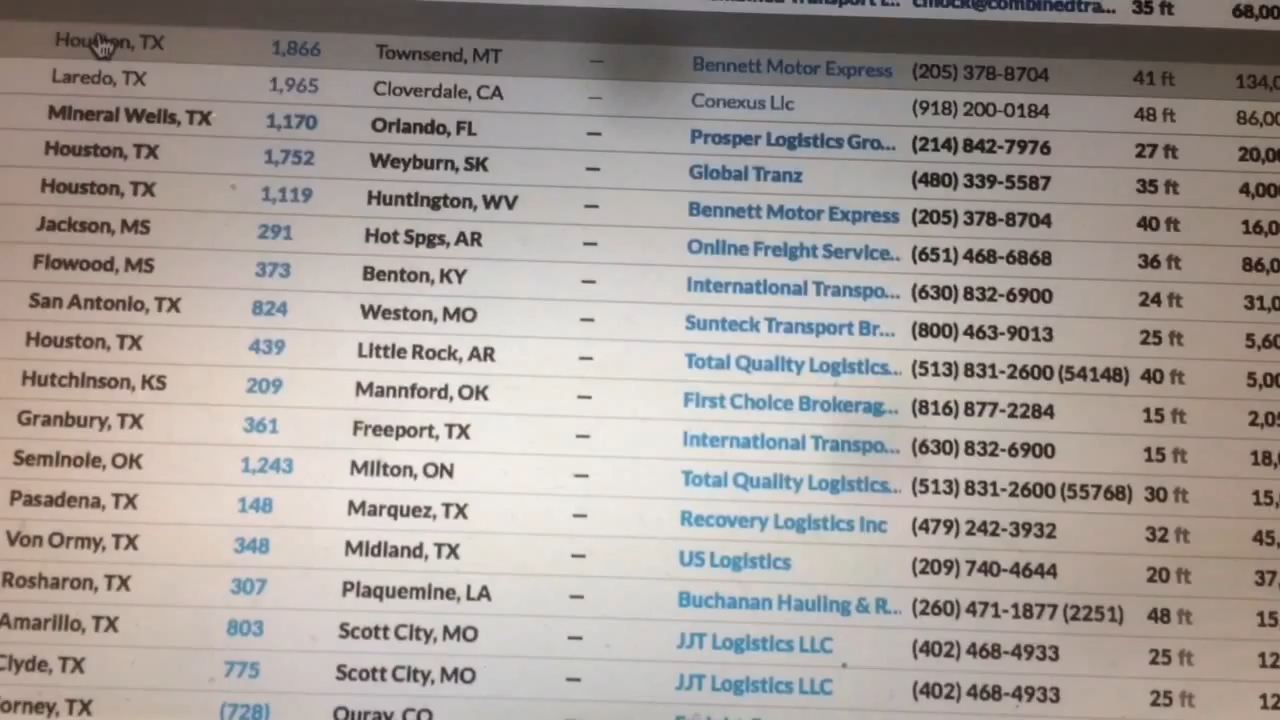 cmock@combinedtra... 35 ft 68,00
Houston, TX 1,866 Townsend, MT – Bennett Motor Express (205) 378-8704 41 ft 134,0
Laredo, TX 1,965 Cloverdale, CA – Conexus Llc (918) 200-0184 48 ft 86,00
Mineral Wells, TX 1,170 Orlando, FL – Prosper Logistics Gro... (214) 842-7976 27 ft 20,00
Houston, TX 1,752 Weyburn, SK – Global Tranz (480) 339-5587 35 ft 4,00
Houston, TX 1,119 Huntington, WV – Bennett Motor Express (205) 378-8704 40 ft 16,0
Jackson, MS 291 Hot Spgs, AR – Online Freight Service.. (651) 468-6868 36 ft 86,0
Flowood, MS 373 Benton, KY – International Transpo... (630) 832-6900 24 ft 31,0
San Antonio, TX 824 Weston, MO – Sunteck Transport Br... (800) 463-9013 25 ft 5,60
Houston, TX 439 Little Rock, AR – Total Quality Logistics... (513) 831-2600 (54148) 40 ft 5,00
Hutchinson, KS 209 Mannford, OK – First Choice Brokerag... (816) 877-2284 15 ft 2,0
Granbury, TX 361 Freeport, TX – International Transpo... (630) 832-6900 15 ft 18,
Seminole, OK 1,243 Milton, ON – Total Quality Logistics... (513) 831-2600 (55768) 30 ft 15,
Pasadena, TX 148 Marquez, TX – Recovery Logistics Inc (479) 242-3932 32 ft 45,
Von Ormy, TX 348 Midland, TX – US Logistics (209) 740-4644 20 ft 37
Rosharon, TX 307 Plaquemine, LA – Buchanan Hauling & R... (260) 471-1877 (2251) 48 ft 15
Amarillo, TX 803 Scott City, MO – JJT Logistics LLC (402) 468-4933 25 ft 12
Clyde, TX 775 Scott City, MO – JJT Logistics LLC (402) 468-4933 25 ft 12
orney, TX (728) Ouray, CO